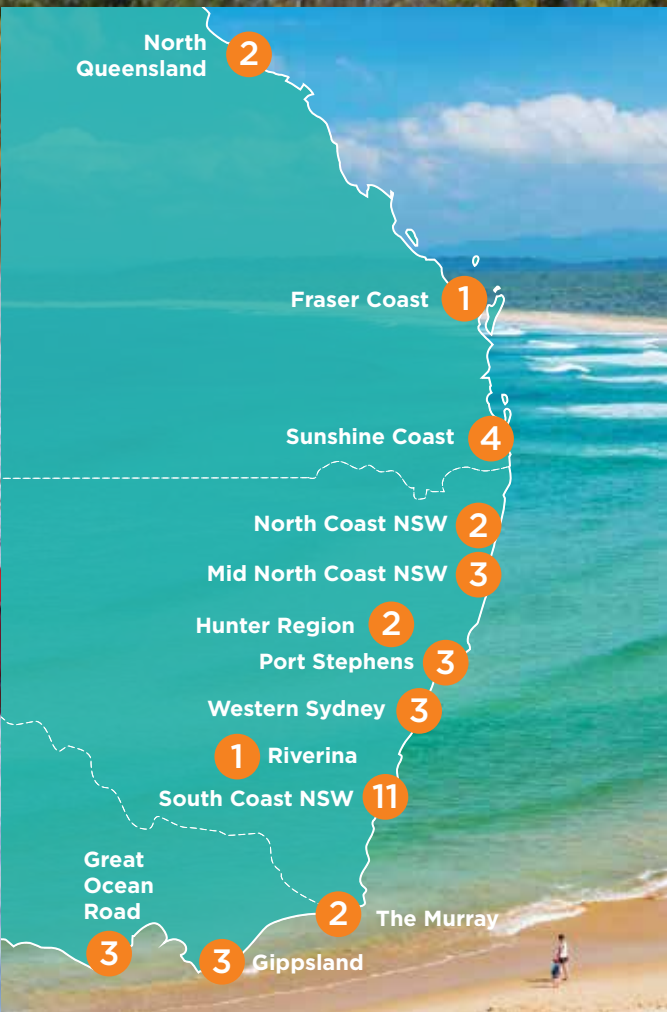 North
Queensland
2
Fraser Coast 1
Sunshine Coast 4
North Coast NSW 2
Mid North Coast NSW 3
Hunter Region 2
Port Stephens 3
Western Sydney 3
1 Riverina
South Coast NSW 11
Great
Ocean
Road
3
2 The Murray
3 Gippsland